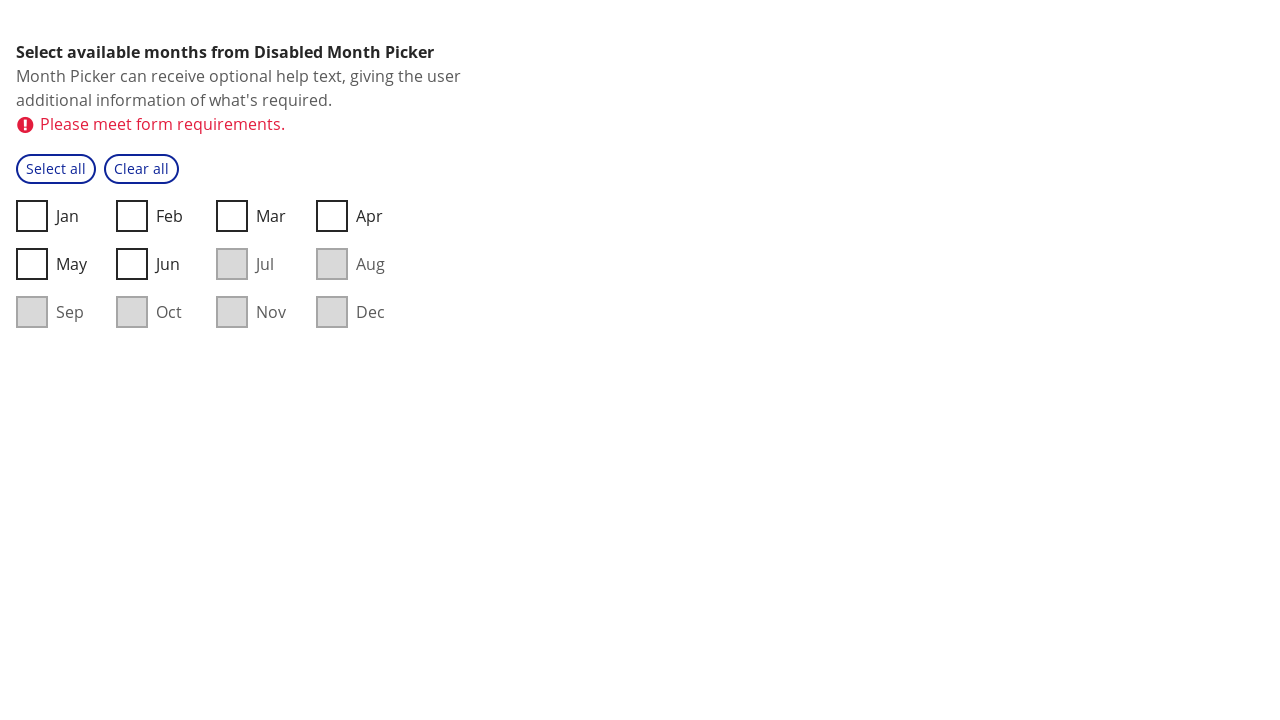 Select available months from Disabled Month Picker
Month Picker can receive optional help text, giving the user
additional information of what's required.
Please meet form requirements.
Select all Clear all
Jan Feb Mar Apr
May Jun Jul Aug
Sep Oct Nov Dec